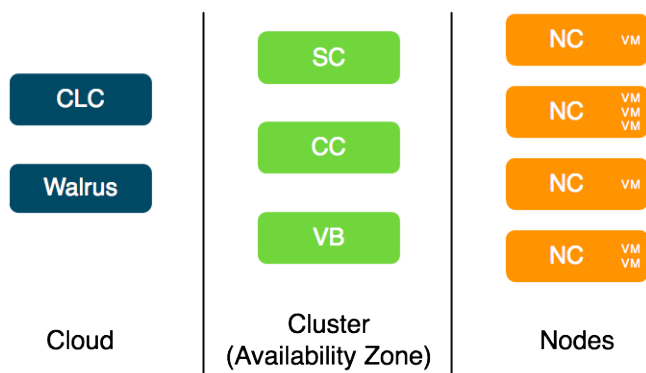 CLC
Walrus
Cloud
SC
CC
VB
Cluster
(Availability Zone)
NC VM
NC VM
VM
VM
NC VM
NC VM
VM
Nodes